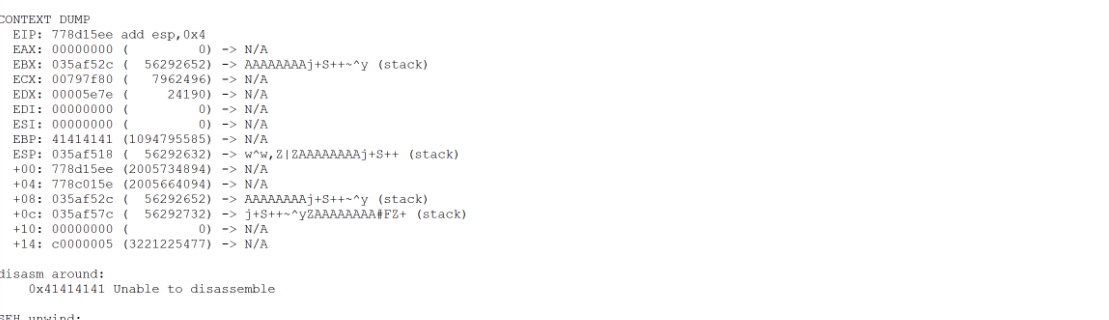 CONTEXT DUMP
EIP: 778d15ee add esp,0x4
EAX: 00000000 ( 0) -> N/A
EBX: 035af52c ( 56292652) -> AAAAAAAAj+S++~^y (stack)
ECX: 00797f80 ( 7962496) -> N/A
EDX: 00005e7e ( 24190) -> N/A
EDI: 00000000 ( 0) -> N/A
ESI: 00000000 ( 0) -> N/A
EBP: 41414141 (1094795585) -> N/A
ESP: 035af518 ( 56292632) -> w^w,Z|ZAAAAAAAAj+S++ (stack)
+00: 778d15ee (2005734894) -> N/A
+04: 778c015e (2005664094) -> N/A
+08: 035af52c ( 56292652) -> AAAAAAAAj+S++~^y (stack)
+0c: 035af57c ( 56292732) -> j+S++~^yZAAAAAAAA#FZ+ (stack)
+10: 00000000 ( 0) -> N/A
+14: c0000005 (3221225477) -> N/A
disasm around:
0x41414141 Unable to disassemble
SEH unwind: